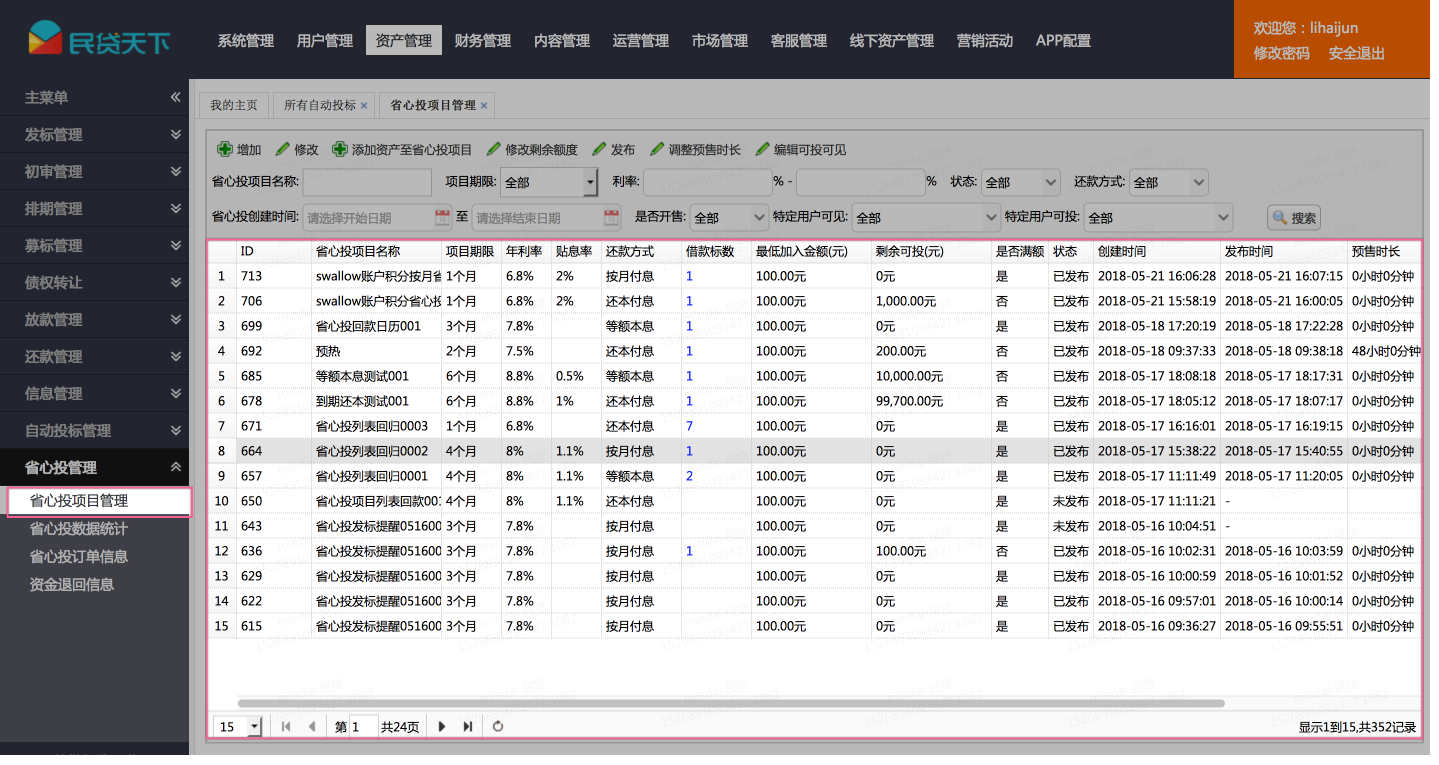 民贷天下
系统管理 用户管理 资产管理 财务管理 内容管理 运营管理 市场管理 客服管理 线下资产管理 营销活动 APP配置
欢迎您：lihaijun
修改密码 安全退出
主菜单
发标管理
初审管理
排期管理
募标管理
债权转让
放款管理
还款管理
信息管理
自动投标管理
省心投管理
省心投项目管理
省心投数据统计
省心投订单信息
资金退回信息
我的主页 所有自动投标 × 省心投项目管理 ×
增加 修改 添加资产至省心投项目 修改剩余额度 发布 调整预售时长 编辑可投可见
省心投项目名称: 项目期限: 全部 利率: % - % 状态: 全部 还款方式: 全部
省心投创建时间: 请选择开始日期 至 请选择结束日期 是否开售: 全部 特定用户可见: 全部 特定用户可投: 全部 搜索
ID 省心投项目名称 项目期限 年利率 贴息率 还款方式 借款标数 最低加入金额(元) 剩余可投(元) 是否满额 状态 创建时间 发布时间 预售时长
1 713 swallow账户积分按月省 1个月 6.8% 2% 按月付息 1 100.00元 0元 是 已发布 2018-05-21 16:06:28 2018-05-21 16:07:15 0小时0分钟
2 706 swallow账户积分省心投 1个月 6.8% 2% 还本付息 1 100.00元 1,000.00元 否 已发布 2018-05-21 15:58:19 2018-05-21 16:00:05 0小时0分钟
3 699 省心投回款日历001 3个月 7.8% 等额本息 1 100.00元 0元 是 已发布 2018-05-18 17:20:19 2018-05-18 17:22:28 0小时0分钟
4 692 预热 2个月 7.5% 还本付息 1 100.00元 200.00元 否 已发布 2018-05-18 09:37:33 2018-05-18 09:38:18 48小时0分钟
5 685 等额本息测试001 6个月 8.8% 0.5% 等额本息 1 100.00元 10,000.00元 否 已发布 2018-05-17 18:08:18 2018-05-17 18:17:31 0小时0分钟
6 678 到期还本测试001 6个月 8.8% 1% 还本付息 1 100.00元 99,700.00元 否 已发布 2018-05-17 18:05:12 2018-05-17 18:07:17 0小时0分钟
7 671 省心投列表回归0003 1个月 6.8% 还本付息 7 100.00元 0元 是 已发布 2018-05-17 16:16:01 2018-05-17 16:19:15 0小时0分钟
8 664 省心投列表回归0002 4个月 8% 1.1% 按月付息 1 100.00元 0元 是 已发布 2018-05-17 15:38:22 2018-05-17 15:40:55 0小时0分钟
9 657 省心投列表回归0001 4个月 8% 1.1% 等额本息 2 100.00元 0元 是 已发布 2018-05-17 11:11:49 2018-05-17 11:20:05 0小时0分钟
10 650 省心投项目列表回款00 4个月 8% 1.1% 还本付息 100.00元 0元 是 未发布 2018-05-17 11:11:21 -
11 643 省心投发标提醒051600 3个月 7.8% 按月付息 100.00元 0元 是 未发布 2018-05-16 10:04:51 -
12 636 省心投发标提醒051600 3个月 7.8% 按月付息 1 100.00元 100.00元 否 已发布 2018-05-16 10:02:31 2018-05-16 10:03:59 0小时0分钟
13 629 省心投发标提醒051600 3个月 7.8% 按月付息 100.00元 0元 是 已发布 2018-05-16 10:00:59 2018-05-16 10:01:52 0小时0分钟
14 622 省心投发标提醒051600 3个月 7.8% 按月付息 100.00元 0元 是 已发布 2018-05-16 09:57:01 2018-05-16 10:00:14 0小时0分钟
15 615 省心投发标提醒051600 3个月 7.8% 按月付息 100.00元 0元 是 已发布 2018-05-16 09:36:27 2018-05-16 09:55:51 0小时0分钟
15 第 1 共24页 显示1到15,共352记录